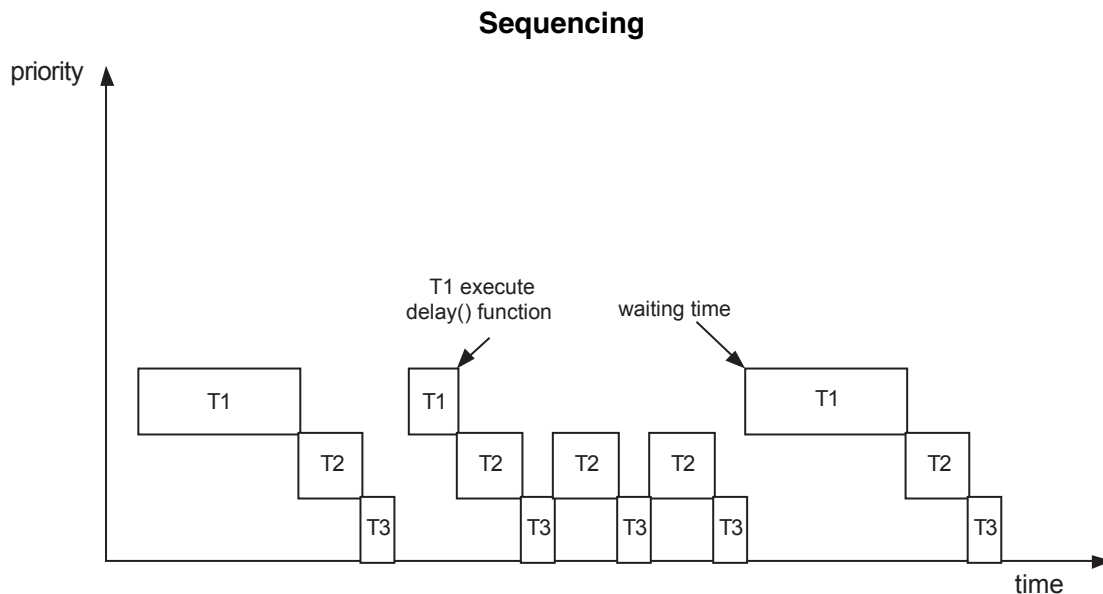 Sequencing
priority
T1 execute
delay() function
waiting time
T1
T1
T1
T2
T2
T2
T2
T2
T3
T3
T3
T3
T3
time